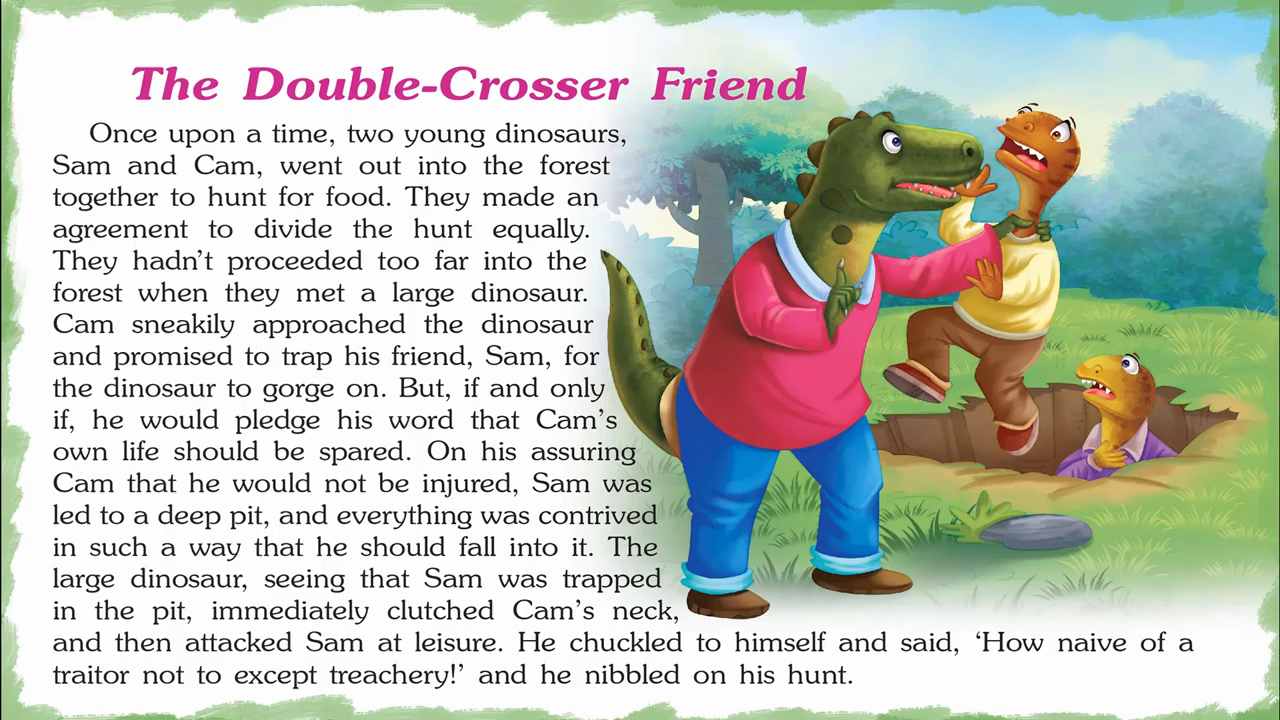 The Double-Crosser Friend
Once upon a time, two young dinosaurs,
Sam and Cam, went out into the forest
together to hunt for food. They made an
agreement to divide the hunt equally.
They hadn’t proceeded too far into the
forest when they met a large dinosaur.
Cam sneakily approached the dinosaur
and promised to trap his friend, Sam, for
the dinosaur to gorge on. But, if and only
if, he would pledge his word that Cam’s
own life should be spared. On his assuring
Cam that he would not be injured, Sam was
led to a deep pit, and everything was contrived
in such a way that he should fall into it. The
large dinosaur, seeing that Sam was trapped
in the pit, immediately clutched Cam’s neck,
and then attacked Sam at leisure. He chuckled to himself and said, ‘How naive of a
traitor not to except treachery!’ and he nibbled on his hunt.